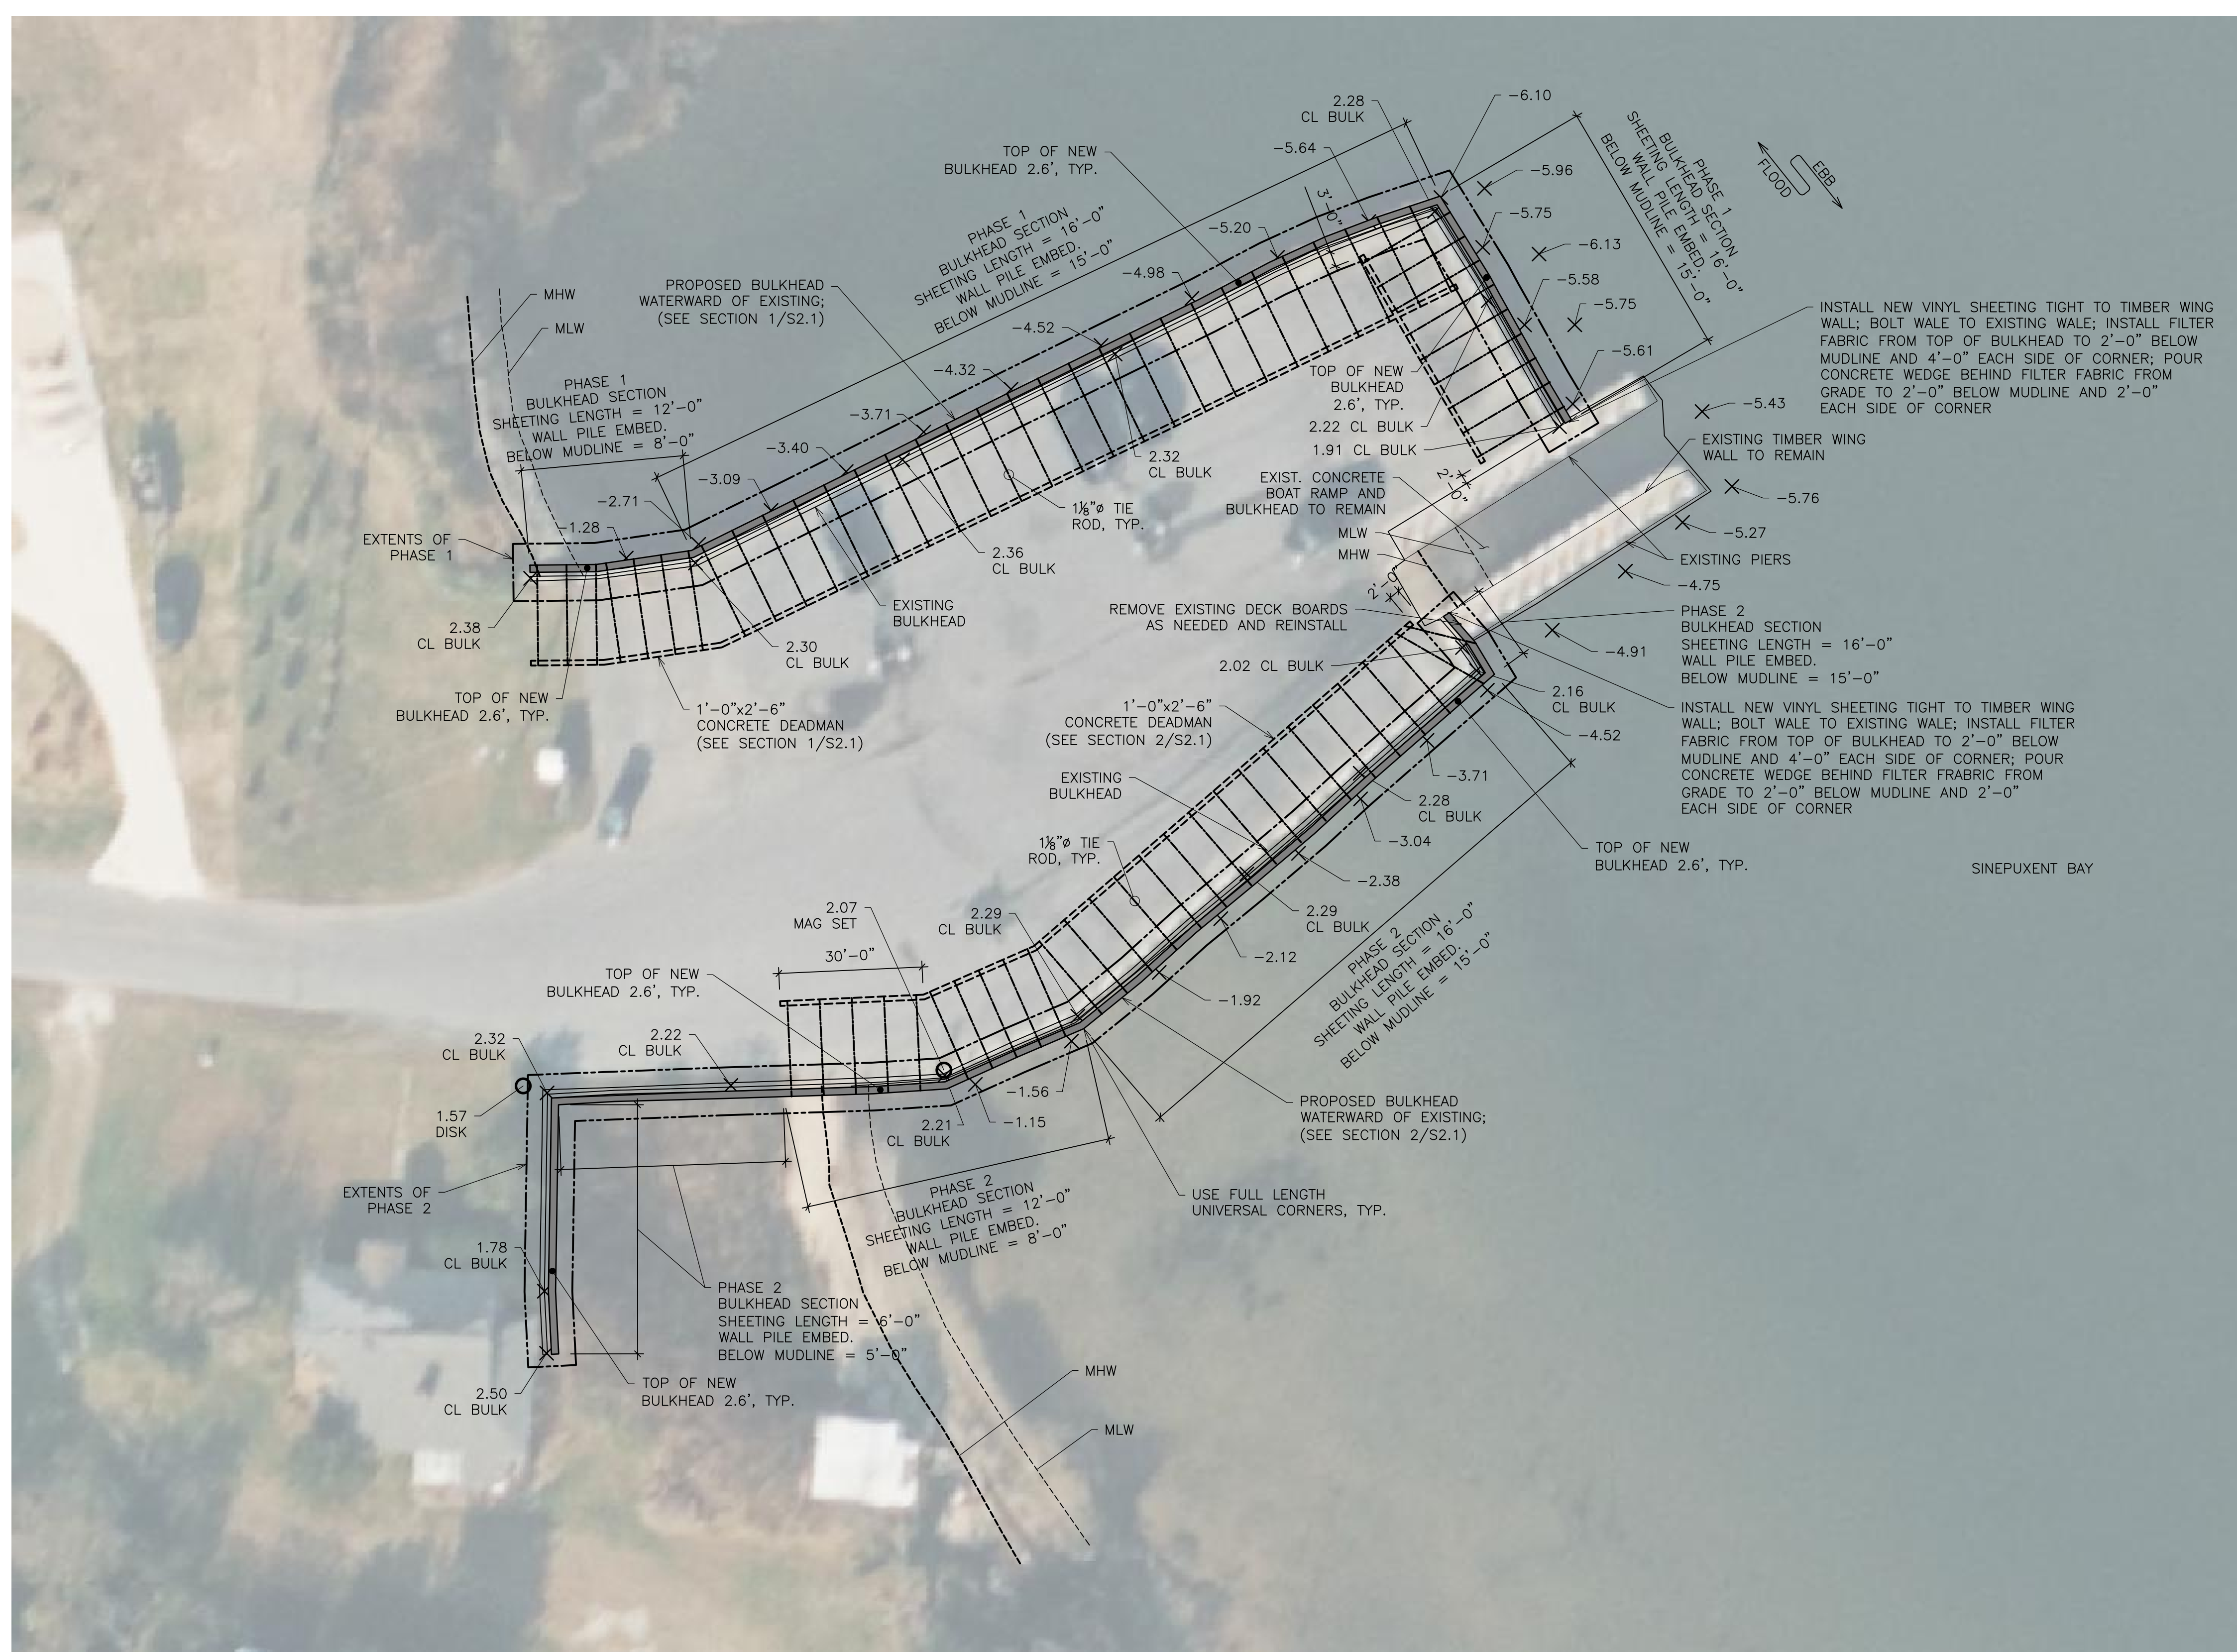 2.28
CL BULK
-6.10
-5.64
TOP OF NEW
BULKHEAD 2.6', TYP.
PHASE 1
BULKHEAD SECTION
SHEETING LENGTH = 16'-0"
WALL PILE EMBED.
BELOW MUDLINE = 15'-0"
EBB
FLOOD
-5.96
3'-0"
PHASE 1
BULKHEAD SECTION
SHEETING LENGTH = 16'-0"
WALL PILE EMBED.
BELOW MUDLINE = 15'-0"
-5.75
-5.20
-6.13
-4.98
-5.58
PROPOSED BULKHEAD
WATERWARD OF EXISTING;
(SEE SECTION 1/S2.1)
MHW
MLW
-5.75
-4.52
INSTALL NEW VINYL SHEETING TIGHT TO TIMBER WING
WALL; BOLT WALE TO EXISTING WALE; INSTALL FILTER
FABRIC FROM TOP OF BULKHEAD TO 2'-0" BELOW
MUDLINE AND 4'-0" EACH SIDE OF CORNER; POUR
CONCRETE WEDGE BEHIND FILTER FABRIC FROM
GRADE TO 2'-0" BELOW MUDLINE AND 2'-0"
EACH SIDE OF CORNER
-5.61
-4.32
TOP OF NEW
BULKHEAD
2.6', TYP.
2.22 CL BULK
1.91 CL BULK
PHASE 1
BULKHEAD SECTION
SHEETING LENGTH = 12'-0"
WALL PILE EMBED.
BELOW MUDLINE = 8'-0"
-3.71
-5.43
-3.40
2.32
CL BULK
EXISTING TIMBER WING
WALL TO REMAIN
-3.09
EXIST. CONCRETE
BOAT RAMP AND
BULKHEAD TO REMAIN
2'-0"
-2.71
-5.76
1⅛"ø TIE
ROD, TYP.
-1.28
MLW
MHW
-5.27
EXTENTS OF
PHASE 1
2.36
CL BULK
EXISTING PIERS
-4.75
2'-0"
EXISTING
BULKHEAD
REMOVE EXISTING DECK BOARDS
AS NEEDED AND REINSTALL
PHASE 2
BULKHEAD SECTION
SHEETING LENGTH = 16'-0"
WALL PILE EMBED.
BELOW MUDLINE = 15'-0"
2.38
CL BULK
2.30
CL BULK
-4.91
2.02 CL BULK
TOP OF NEW
BULKHEAD 2.6', TYP.
1'-0"x2'-6"
CONCRETE DEADMAN
(SEE SECTION 1/S2.1)
1'-0"x2'-6"
CONCRETE DEADMAN
(SEE SECTION 2/S2.1)
2.16
CL BULK
INSTALL NEW VINYL SHEETING TIGHT TO TIMBER WING
WALL; BOLT WALE TO EXISTING WALE; INSTALL FILTER
FABRIC FROM TOP OF BULKHEAD TO 2'-0" BELOW
MUDLINE AND 4'-0" EACH SIDE OF CORNER; POUR
CONCRETE WEDGE BEHIND FILTER FRABRIC FROM
GRADE TO 2'-0" BELOW MUDLINE AND 2'-0"
EACH SIDE OF CORNER
-4.52
-3.71
EXISTING
BULKHEAD
2.28
CL BULK
-3.04
1⅛"ø TIE
ROD, TYP.
TOP OF NEW
BULKHEAD 2.6', TYP.
SINEPUXENT BAY
-2.38
2.07
MAG SET
2.29
CL BULK
2.29
CL BULK
30'-0"
-2.12
PHASE 2
BULKHEAD SECTION
SHEETING LENGTH = 16'-0"
WALL PILE EMBED.
BELOW MUDLINE = 15'-0"
TOP OF NEW
BULKHEAD 2.6', TYP.
-1.92
2.32
CL BULK
2.22
CL BULK
-1.56
1.57
DISK
2.21
CL BULK
-1.15
PROPOSED BULKHEAD
WATERWARD OF EXISTING;
(SEE SECTION 2/S2.1)
EXTENTS OF
PHASE 2
PHASE 2
BULKHEAD SECTION
SHEETING LENGTH = 12'-0"
WALL PILE EMBED.
BELOW MUDLINE = 8'-0"
USE FULL LENGTH
UNIVERSAL CORNERS, TYP.
1.78
CL BULK
PHASE 2
BULKHEAD SECTION
SHEETING LENGTH = 6'-0"
WALL PILE EMBED.
BELOW MUDLINE = 5'-0"
2.50
CL BULK
TOP OF NEW
BULKHEAD 2.6', TYP.
MHW
MLW